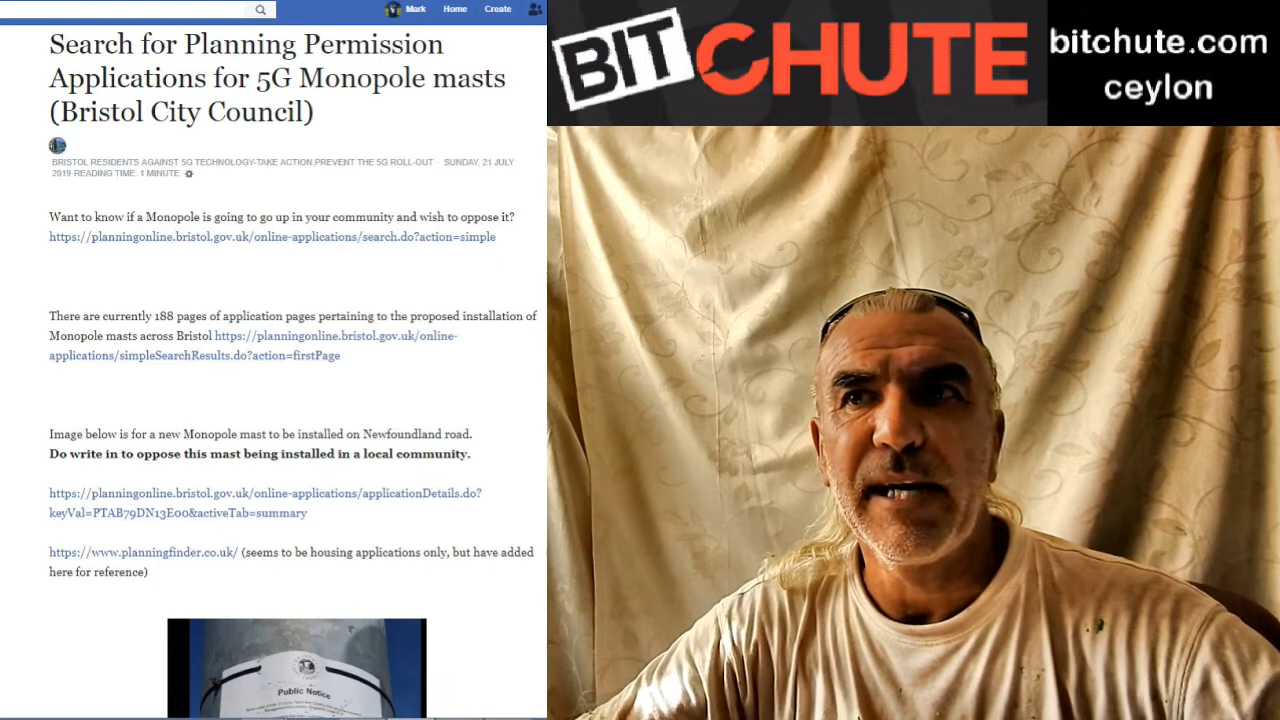 Mark Home Create
Search for Planning Permission
Applications for 5G Monopole masts
(Bristol City Council)
BRISTOL RESIDENTS AGAINST 5G TECHNOLOGY-TAKE ACTION,PREVENT THE 5G ROLL-OUT · SUNDAY, 21 JULY
2019·READING TIME: 1 MINUTE
Want to know if a Monopole is going to go up in your community and wish to oppose it?
https://planningonline.bristol.gov.uk/online-applications/search.do?action=simple
There are currently 188 pages of application pages pertaining to the proposed installation of
Monopole masts across Bristol https://planningonline.bristol.gov.uk/online-
applications/simpleSearchResults.do?action=firstPage
Image below is for a new Monopole mast to be installed on Newfoundland road.
Do write in to oppose this mast being installed in a local community.
https://planningonline.bristol.gov.uk/online-applications/applicationDetails.do?
keyVal=PTAB79DN13E00&activeTab=summary
https://www.planningfinder.co.uk/ (seems to be housing applications only, but have added
here for reference)
Public Notice
BITCHUTE
bitchute.com
ceylon